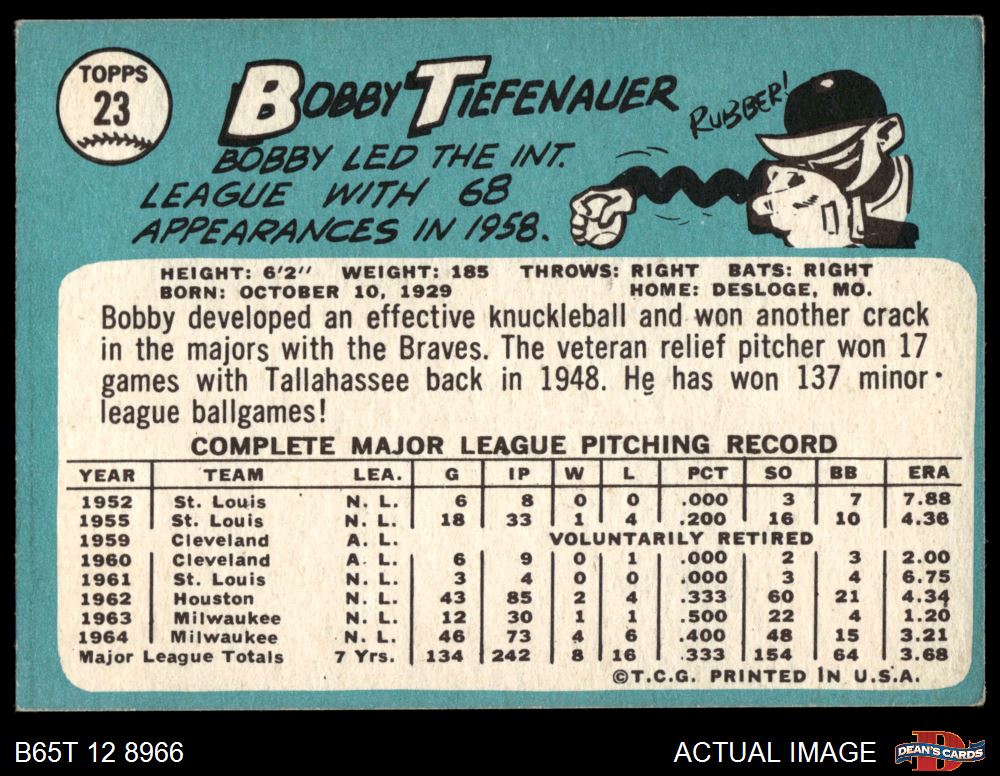 TOPPS
23
BOBBY TIEFENAUER
RUBBER!
BOBBY LED THE INT.
LEAGUE WITH 68
APPEARANCES IN 1958.
HEIGHT: 6'2" WEIGHT: 185 THROWS: RIGHT BATS: RIGHT
BORN: OCTOBER 10, 1929 HOME: DESLOGE, MO.
Bobby developed an effective knuckleball and won another crack
in the majors with the Braves. The veteran relief pitcher won 17
games with Tallahassee back in 1948. He has won 137 minor-
league ballgames!
COMPLETE MAJOR LEAGUE PITCHING RECORD
YEAR TEAM LEA. G IP W L PCT SO BB ERA
1952 St. Louis N. L. 6 8 0 0 .000 3 7 7.88
1955 St. Louis N. L. 18 33 1 4 .200 16 10 4.36
1959 Cleveland A. L. VOLUNTARILY RETIRED
1960 Cleveland A. L. 6 9 0 1 .000 2 3 2.00
1961 St. Louis N. L. 3 4 0 0 .000 3 4 6.75
1962 Houston N. L. 43 85 2 4 .333 60 21 4.34
1963 Milwaukee N. L. 12 30 1 1 .500 22 4 1.20
1964 Milwaukee N. L. 46 73 4 6 .400 48 15 3.21
Major League Totals 7 Yrs. 134 242 8 16 .333 154 64 3.68
©T.C.G. PRINTED IN U.S.A.
B65T 12 8966
ACTUAL IMAGE
DEAN'S CARDS